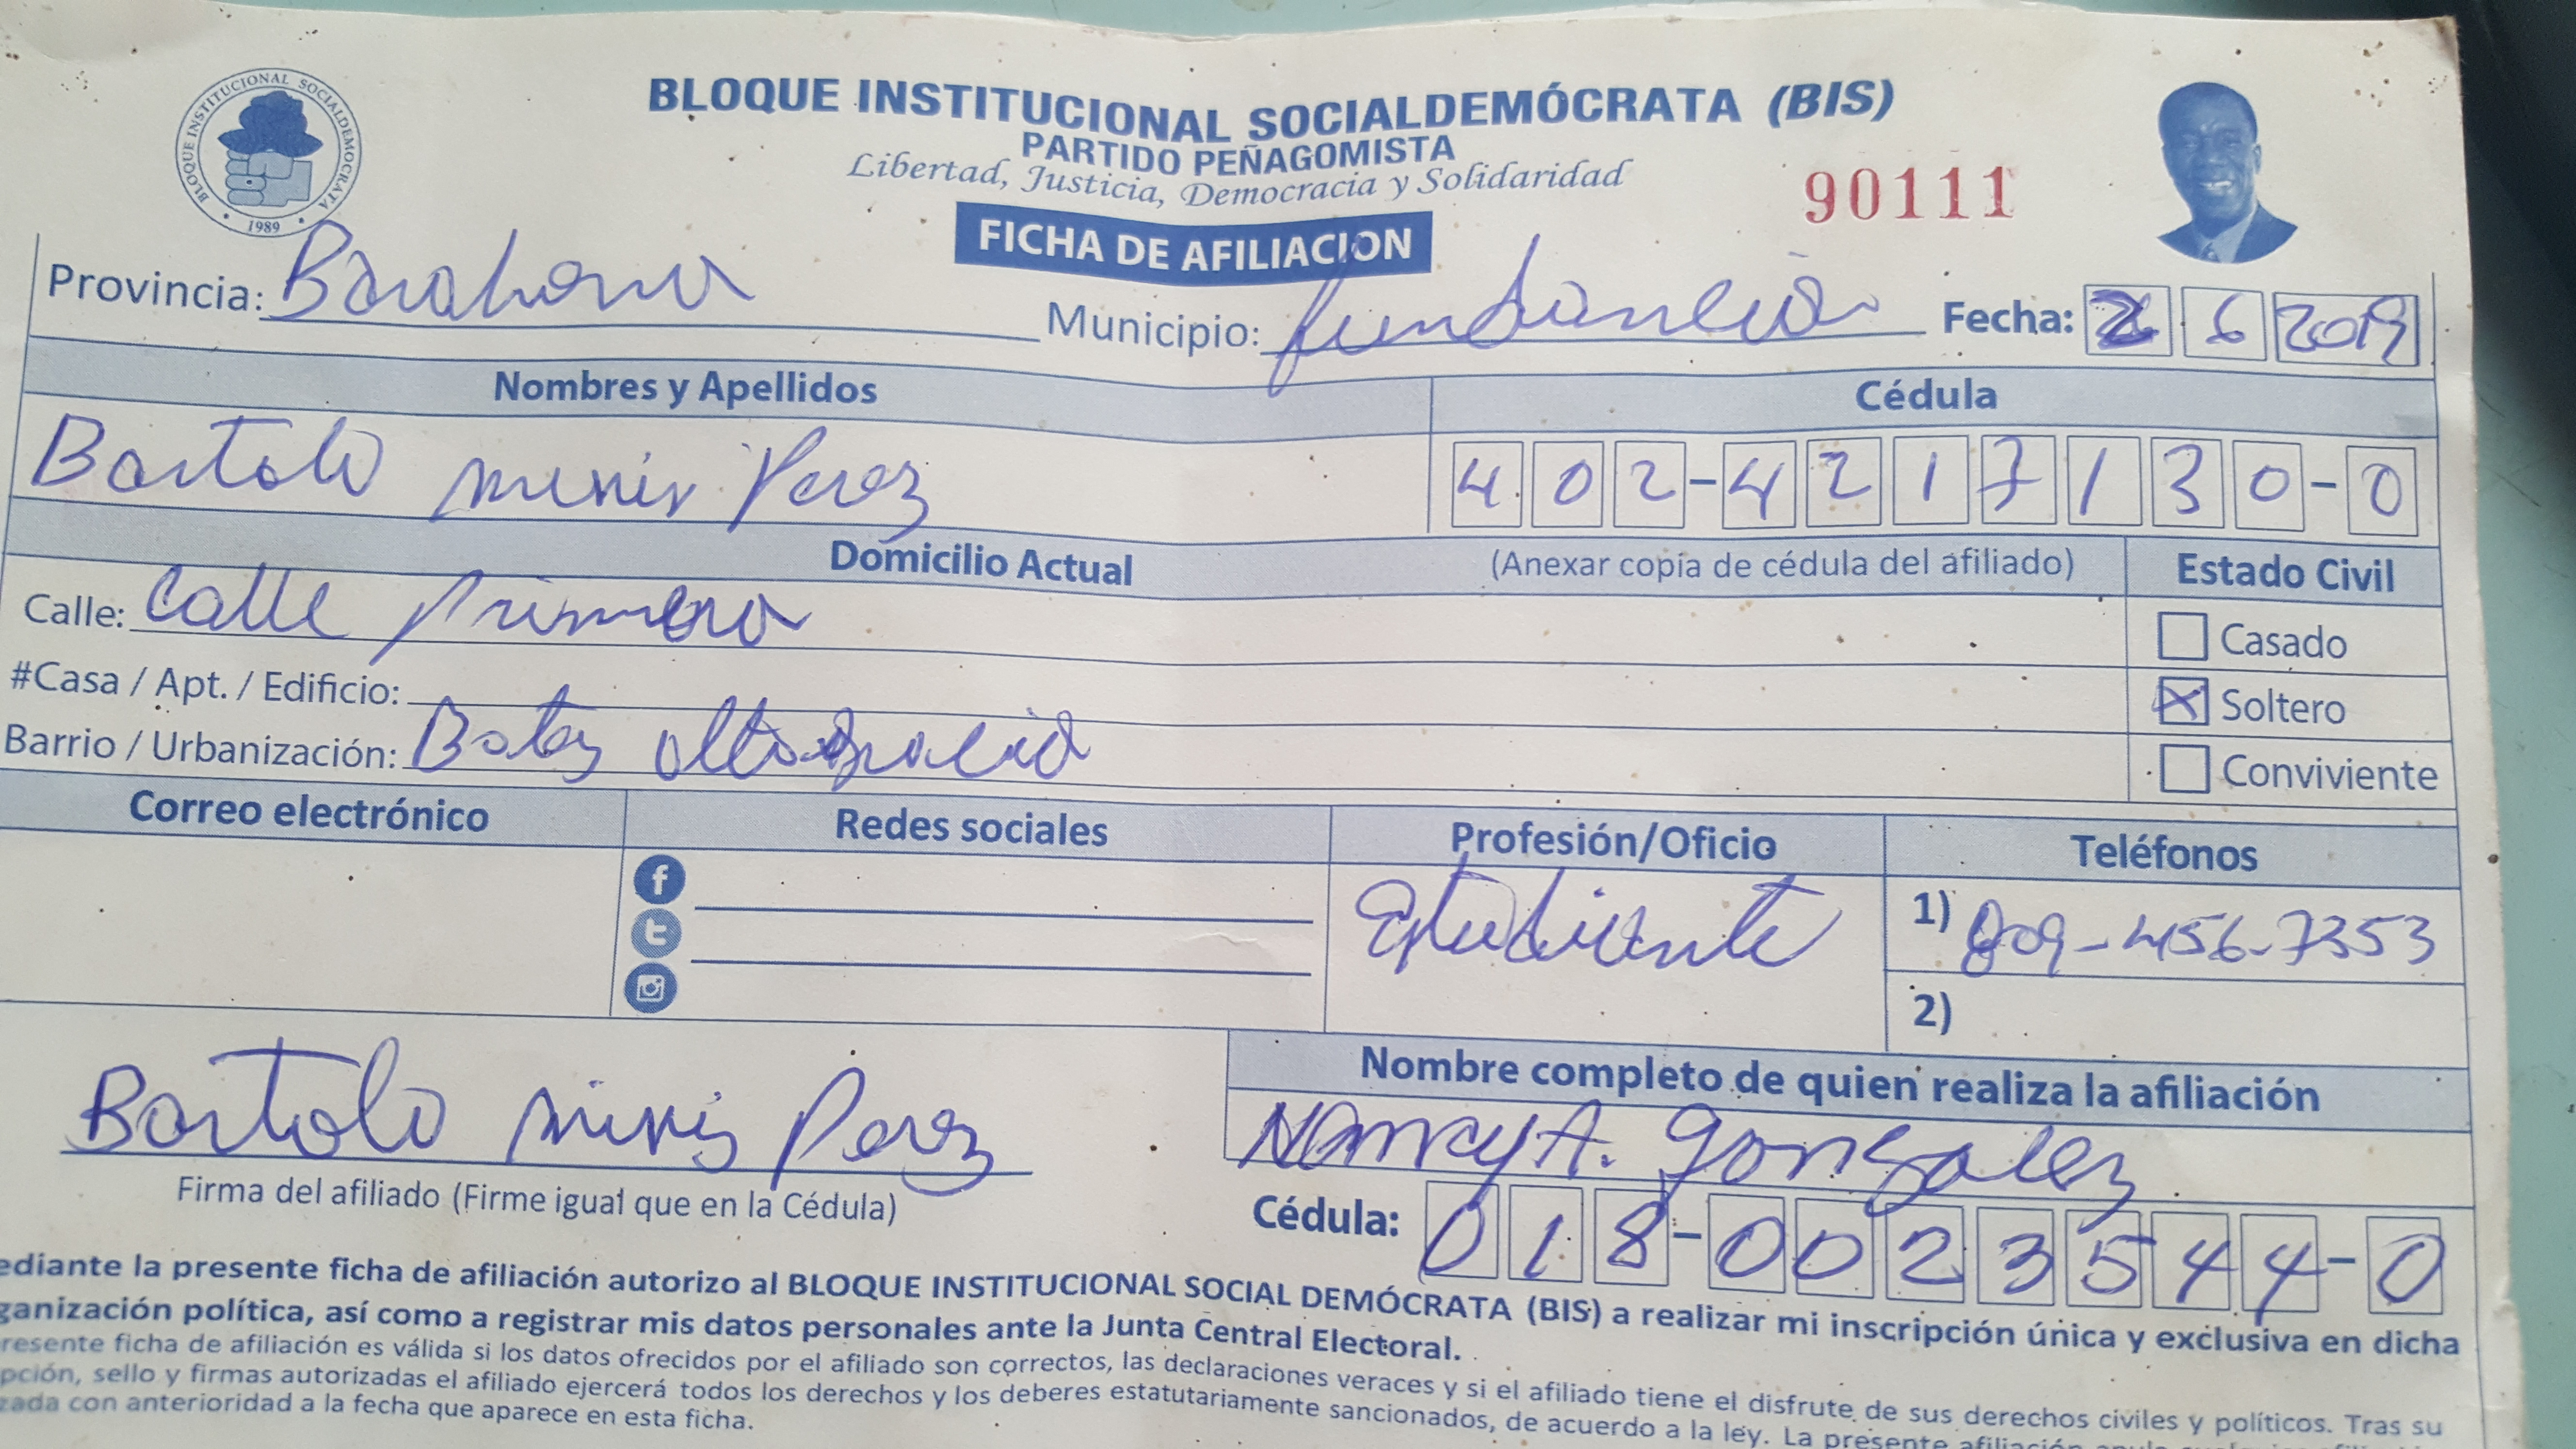 BLOQUE INSTITUCIONAL SOCIALDEMOCRATA
1989
BLOQUE INSTITUCIONAL SOCIALDEMÓCRATA (BIS)
PARTIDO PEÑAGOMISTA
Libertad, Justicia, Democracia y Solidaridad
90111
FICHA DE AFILIACION
Provincia: Barahona Municipio: fundación Fecha: 6 2019
Nombres y Apellidos Cédula
Bartolo Perez 402-4217130-0
Domicilio Actual (Anexar copia de cédula del afiliado) Estado Civil
Calle: Calle Primera
Casado
#Casa / Apt. / Edificio:
Soltero
Barrio / Urbanización: Batey altagracia
Conviviente
Correo electrónico Redes sociales Profesión/Oficio Teléfonos
Estudiante 1) 809-456-7353
2)
Bartolo Perez
Firma del afiliado (Firme igual que en la Cédula)
Nombre completo de quien realiza la afiliación
Nancy A. gonzalez
Cédula: 018-0023544-0
ediante la presente ficha de afiliación autorizo al BLOQUE INSTITUCIONAL SOCIAL DEMÓCRATA (BIS) a realizar mi inscripción única y exclusiva en dicha
ganización política, así como a registrar mis datos personales ante la Junta Central Electoral.
resente ficha de afiliación es válida si los datos ofrecidos por el afiliado son correctos, las declaraciones veraces y si el afiliado tiene el disfrute de sus derechos civiles y políticos. Tras su
pción, sello y firmas autorizadas el afiliado ejercerá todos los derechos y los deberes estatutariamente sancionados, de acuerdo a la ley. La presente afiliación
zada con anterioridad a la fecha que aparece en esta ficha.